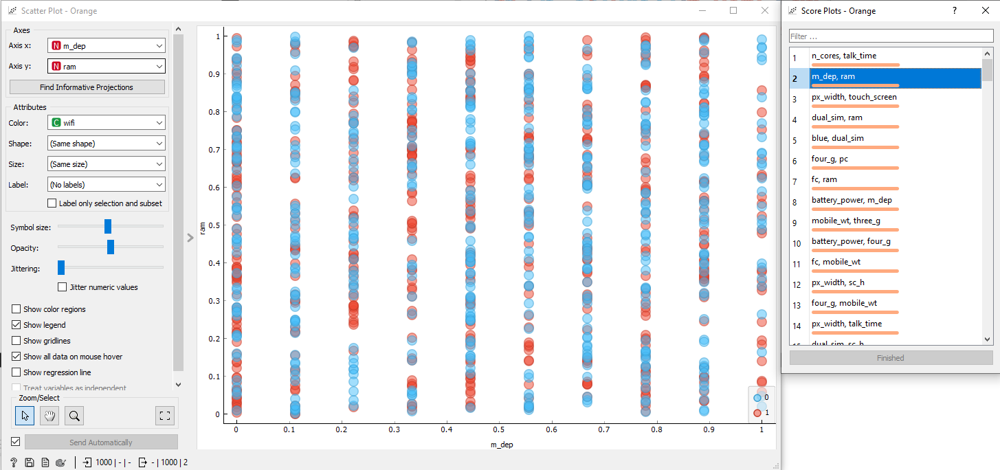 Scatter Plot - Orange
Axes
Axis x: N m_dep
Axis y: N ram
Find Informative Projections
Attributes
Color: C wifi
Shape: (Same shape)
Size: (Same size)
Label: (No labels)
Label only selection and subset
Symbol size:
Opacity:
Jittering:
Jitter numeric values
Show color regions
Show legend
Show gridlines
Show all data on mouse hover
Show regression line
Treat variables as independent
Zoom/Select
Send Automatically
? 1000 | - | - - | 1000 | 2
ram
1
0.9
0.8
0.7
0.6
0.5
0.4
0.3
0.2
0.1
0
0 0.1 0.2 0.3 0.4 0.5 0.6 0.7 0.8 0.9 1
m_dep
0
1
Score Plots - Orange ?
Filter ...
1 n_cores, talk_time
2 m_dep, ram
3 px_width, touch_screen
4 dual_sim, ram
5 blue, dual_sim
6 four_g, pc
7 fc, ram
8 battery_power, m_dep
9 mobile_wt, three_g
10 battery_power, four_g
11 fc, mobile_wt
12 px_width, sc_h
13 four_g, mobile_wt
14 px_width, talk_time
15 dual_sim, sc_h
Finished